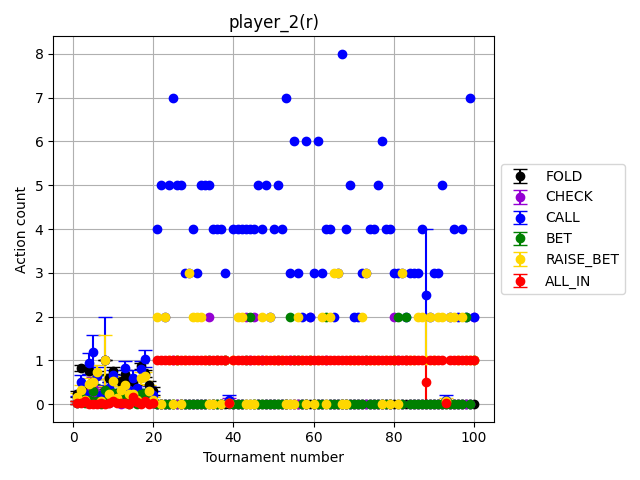 player_2(r)
Action count
8
7
6
5
4
3
2
1
0
0 20 40 60 80 100
Tournament number
FOLD
CHECK
CALL
BET
RAISE_BET
ALL_IN